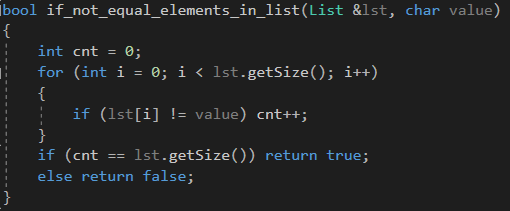 bool if_not_equal_elements_in_list(List &lst, char value)
{
    int cnt = 0;
    for (int i = 0; i < lst.getSize(); i++)
    {
        if (lst[i] != value) cnt++;
    }
    if (cnt == lst.getSize()) return true;
    else return false;
}